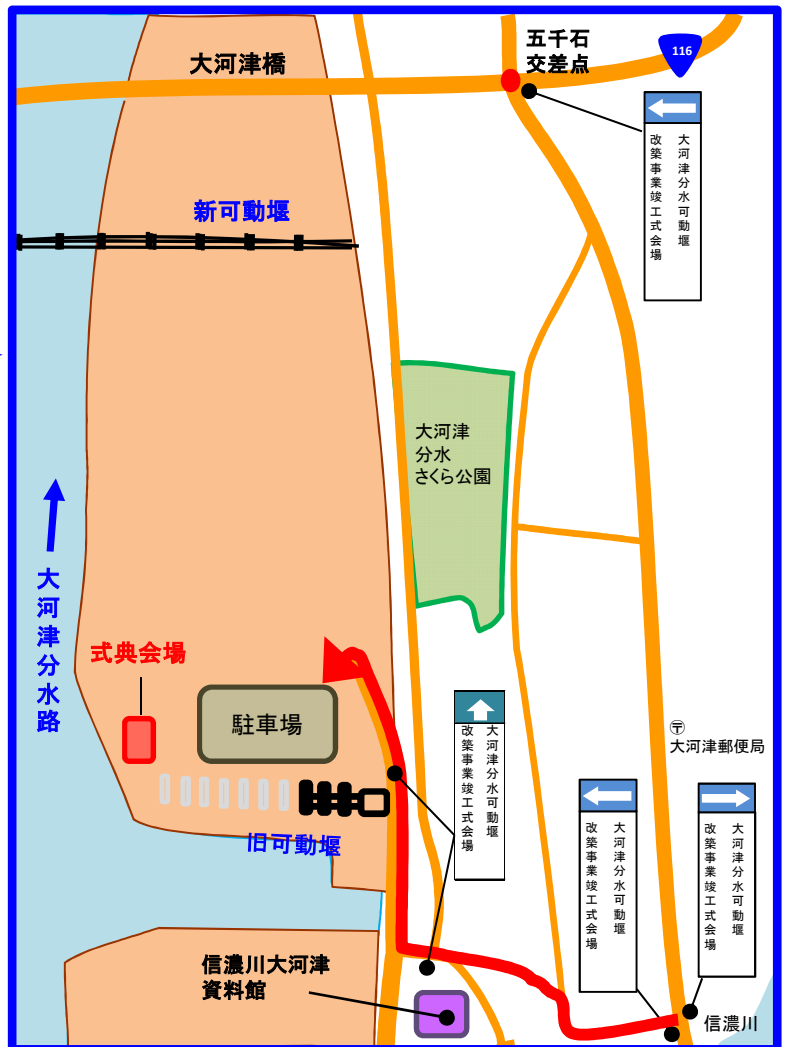 大河津橋
五千石
交差点
116
大河津分水可動堰
改築事業竣工式会場
新可動堰
大河津
分水
さくら公園
大河津分水路
式典会場
駐車場
旧可動堰
大河津分水可動堰
改築事業竣工式会場
〒
大河津郵便局
大河津分水可動堰
改築事業竣工式会場
大河津分水可動堰
改築事業竣工式会場
信濃川大河津
資料館
信濃川